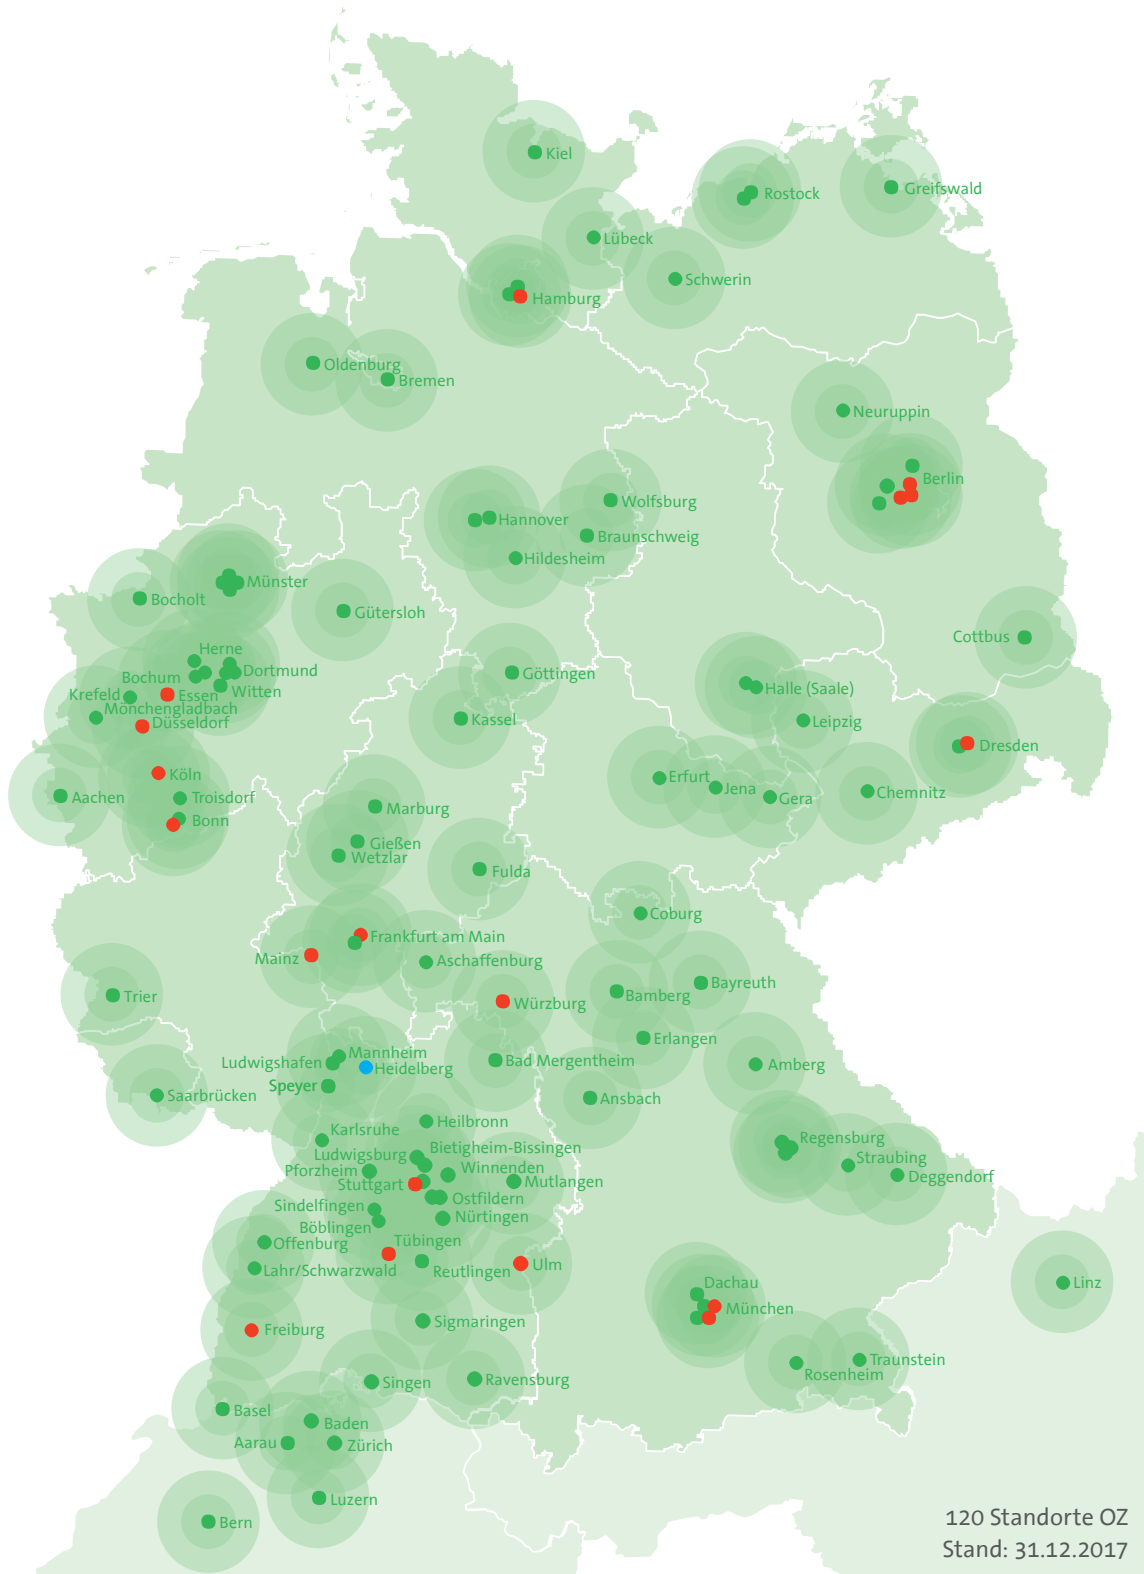 Kiel
Rostock
Greifswald
Lübeck
Schwerin
Hamburg
Oldenburg
Bremen
Neuruppin
Berlin
Wolfsburg
Hannover
Braunschweig
Hildesheim
Münster
Bocholt
Gütersloh
Cottbus
Herne
Dortmund
Göttingen
Bochum
Witten
Halle (Saale)
Krefeld
Essen
Mönchengladbach
Kassel
Düsseldorf
Leipzig
Dresden
Köln
Erfurt
Jena
Gera
Chemnitz
Aachen
Troisdorf
Marburg
Bonn
Gießen
Wetzlar
Fulda
Coburg
Frankfurt am Main
Mainz
Aschaffenburg
Bayreuth
Trier
Würzburg
Bamberg
Erlangen
Mannheim
Ludwigshafen
Heidelberg
Bad Mergentheim
Amberg
Speyer
Saarbrücken
Ansbach
Heilbronn
Karlsruhe
Regensburg
Bietigheim-Bissingen
Ludwigsburg
Straubing
Pforzheim
Winnenden
Deggendorf
Stuttgart
Mutlangen
Ostfildern
Sindelfingen
Nürtingen
Böblingen
Offenburg
Tübingen
Ulm
Lahr/Schwarzwald
Reutlingen
Dachau
Linz
München
Sigmaringen
Freiburg
Traunstein
Rosenheim
Singen
Ravensburg
Basel
Baden
Aarau
Zürich
Luzern
Bern
120 Standorte OZ
Stand: 31.12.2017